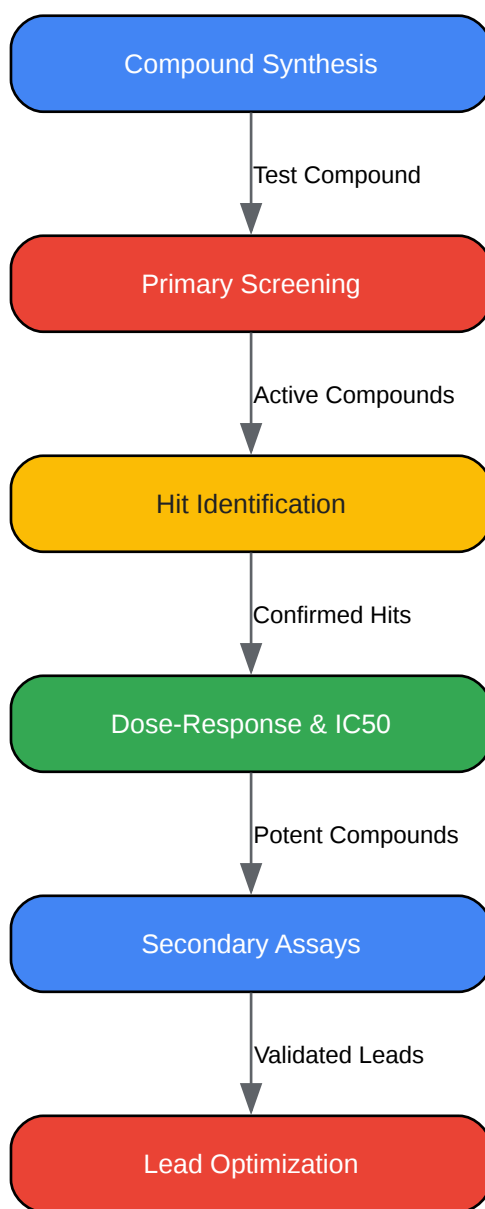 Compound Synthesis
Test Compound
Primary Screening
Active Compounds
Hit Identification
Confirmed Hits
Dose-Response & IC50
Potent Compounds
Secondary Assays
Validated Leads
Lead Optimization